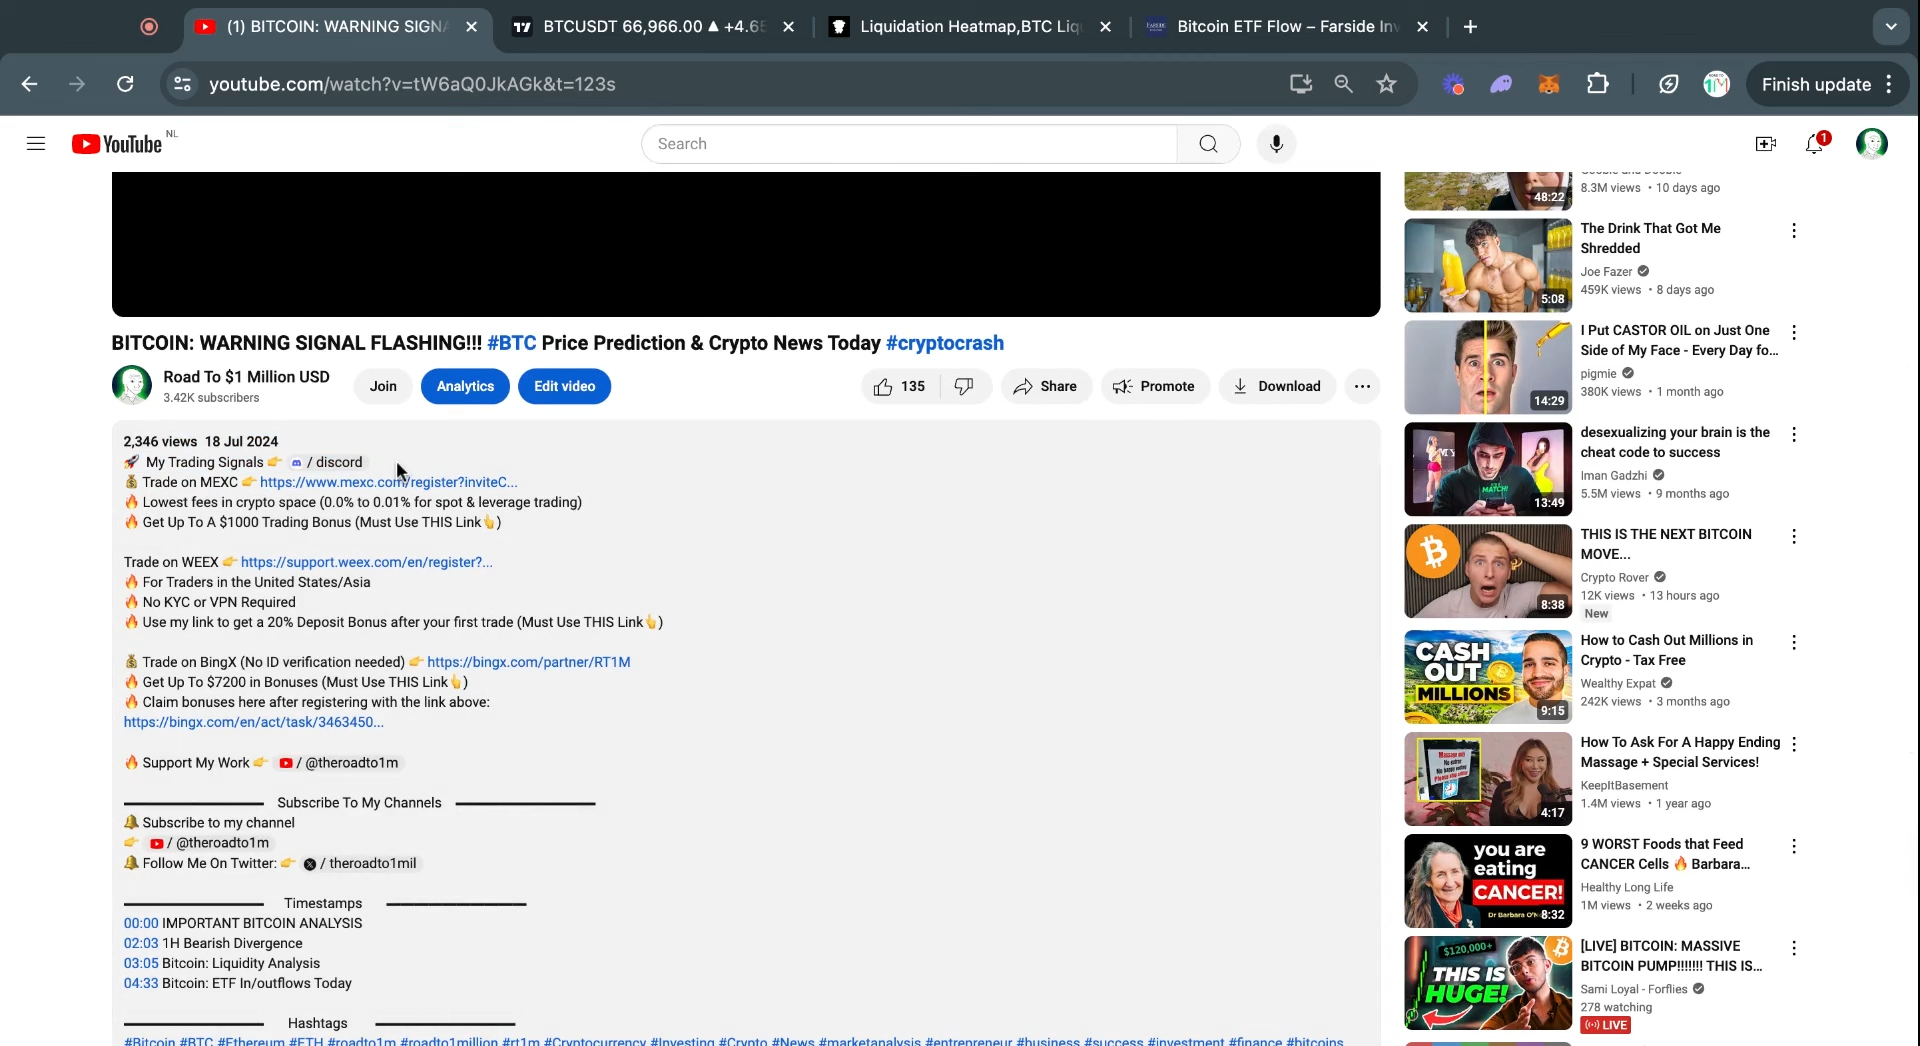 (1) BITCOIN: WARNING SIGNA
BTCUSDT 66,966.00 ▲ +4.65
Liquidation Heatmap,BTC Liq
Bitcoin ETF Flow – Farside Inv
youtube.com/watch?v=tW6aQ0JkAGk&t=123s
Finish update
YouTube NL
Search
1
BITCOIN: WARNING SIGNAL FLASHING!!! #BTC Price Prediction & Crypto News Today #cryptocrash
Road To $1 Million USD
3.42K subscribers
Join
Analytics
Edit video
135
Share
Promote
Download
2,346 views 18 Jul 2024
🚀 My Trading Signals 👉 / discord
💰 Trade on MEXC 👉 https://www.mexc.com/register?inviteC...
🔥 Lowest fees in crypto space (0.0% to 0.01% for spot & leverage trading)
🔥 Get Up To A $1000 Trading Bonus (Must Use THIS Link👆)
Trade on WEEX 👉 https://support.weex.com/en/register?...
🔥 For Traders in the United States/Asia
🔥 No KYC or VPN Required
🔥 Use my link to get a 20% Deposit Bonus after your first trade (Must Use THIS Link👆)
💰 Trade on BingX (No ID verification needed) 👉 https://bingx.com/partner/RT1M
🔥 Get Up To $7200 in Bonuses (Must Use THIS Link👆)
🔥 Claim bonuses here after registering with the link above:
https://bingx.com/en/act/task/3463450...
🔥 Support My Work 👉 / @theroadto1m
Subscribe To My Channels
🔔 Subscribe to my channel
👉 / @theroadto1m
🔔 Follow Me On Twitter: 👉 / theroadto1mil
Timestamps
00:00 IMPORTANT BITCOIN ANALYSIS
02:03 1H Bearish Divergence
03:05 Bitcoin: Liquidity Analysis
04:33 Bitcoin: ETF In/outflows Today
Hashtags
#Bitcoin #BTC #Ethereum #ETH #roadto1m #roadto1million #rt1m #Cryptocurrency #Investing #Crypto #News #marketanalysis #entrepreneur #business #success #investment #finance #bitcoins
48:22
8.3M views • 10 days ago
5:08
The Drink That Got Me
Shredded
Joe Fazer
459K views • 8 days ago
14:29
I Put CASTOR OIL on Just One
Side of My Face - Every Day fo...
pigmie
380K views • 1 month ago
MATCH!
13:49
desexualizing your brain is the
cheat code to success
Iman Gadzhi
5.5M views • 9 months ago
8:38
THIS IS THE NEXT BITCOIN
MOVE...
Crypto Rover
12K views • 13 hours ago
New
CASH
OUT
MILLIONS
9:15
How to Cash Out Millions in
Crypto - Tax Free
Wealthy Expat
242K views • 3 months ago
4:17
How To Ask For A Happy Ending
Massage + Special Services!
KeepItBasement
1.4M views • 1 year ago
you are
eating
CANCER!
8:32
9 WORST Foods that Feed
CANCER Cells 🔥 Barbara...
Healthy Long Life
1M views • 2 weeks ago
$120,000+
THIS IS
HUGE!
[LIVE] BITCOIN: MASSIVE
BITCOIN PUMP!!!!!!! THIS IS...
Sami Loyal - Forflies
278 watching
LIVE